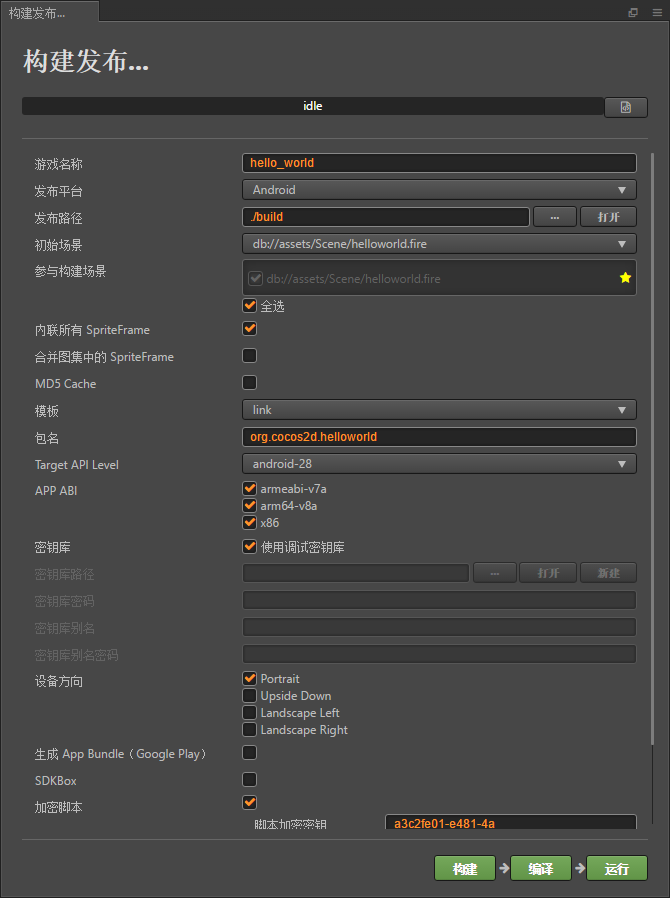 构建发布...
构建发布...
idle
游戏名称 hello_world
发布平台 Android
发布路径 ./build ... 打开
初始场景 db://assets/Scene/helloworld.fire
参与构建场景 db://assets/Scene/helloworld.fire
全选
内联所有 SpriteFrame
合并图集中的 SpriteFrame
MD5 Cache
模板 link
包名 org.cocos2d.helloworld
Target API Level android-28
APP ABI armeabi-v7a
arm64-v8a
x86
密钥库 使用调试密钥库
密钥库路径 ... 打开 新建
密钥库密码
密钥库别名
密钥库别名密码
设备方向 Portrait
Upside Down
Landscape Left
Landscape Right
生成 App Bundle（Google Play）
SDKBox
加密脚本
脚本加密密钥 a3c2fe01-e481-4a
构建 编译 运行